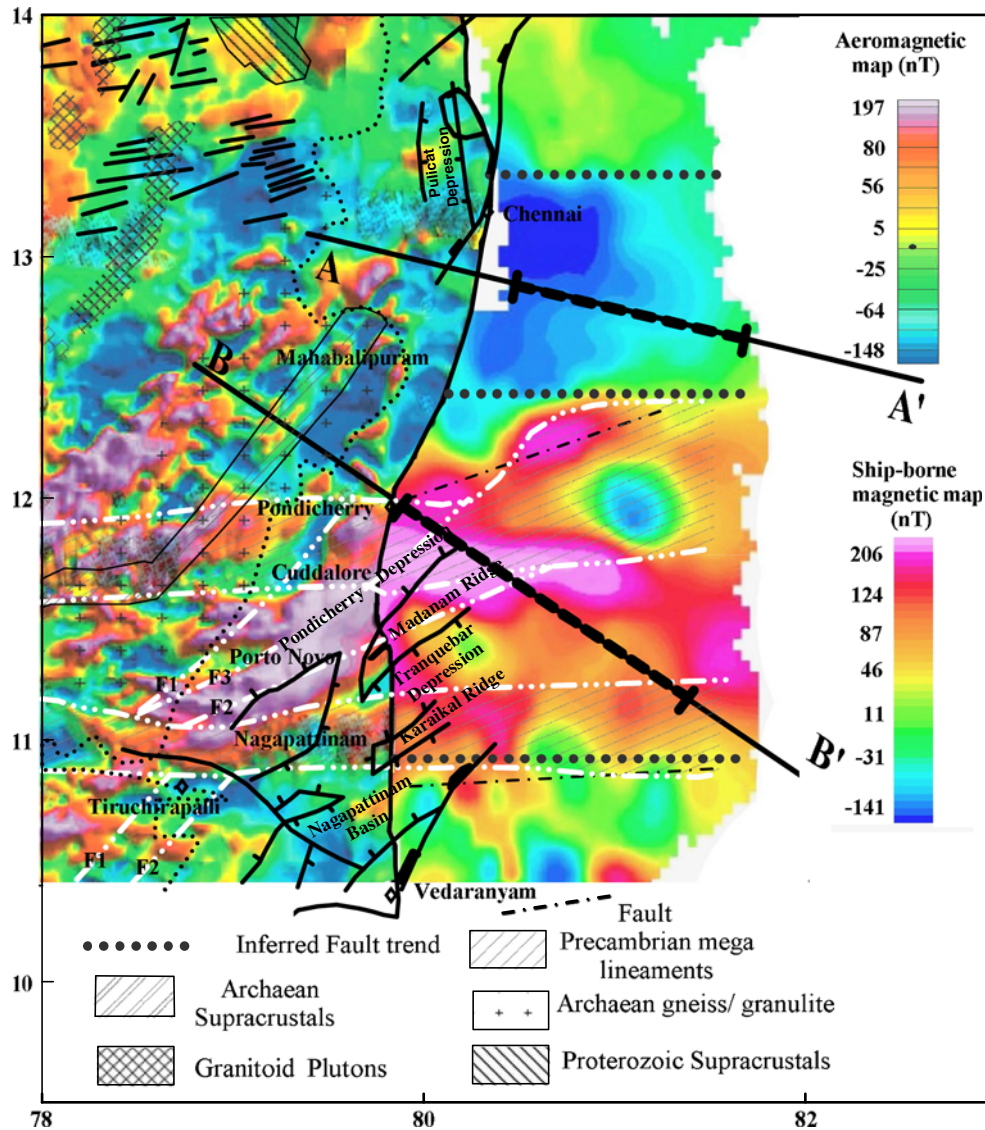 14
13
12
11
10
78
80
82
Aeromagnetic
map (nT)
197
80
56
5
-25
-64
-148
Ship-borne
magnetic map
(nT)
206
124
87
46
11
-31
-141
Pulicat
Depression
Chennai
A
A'
Mahabalipuram
B
B'
Pondicherry
Cuddalore
Pondicherry Depression
Madanam Ridge
Porto Novo
Tranquebar
Depression
F1
F3
F2
Karaikal Ridge
Nagapattinam
Tiruchirapalli
Nagapattinam
Basin
F1
F2
Vedaranyam
Inferred Fault trend
Fault
Precambrian mega
lineaments
Archaean
Supracrustals
Archaean gneiss/ granulite
Granitoid Plutons
Proterozoic Supracrustals